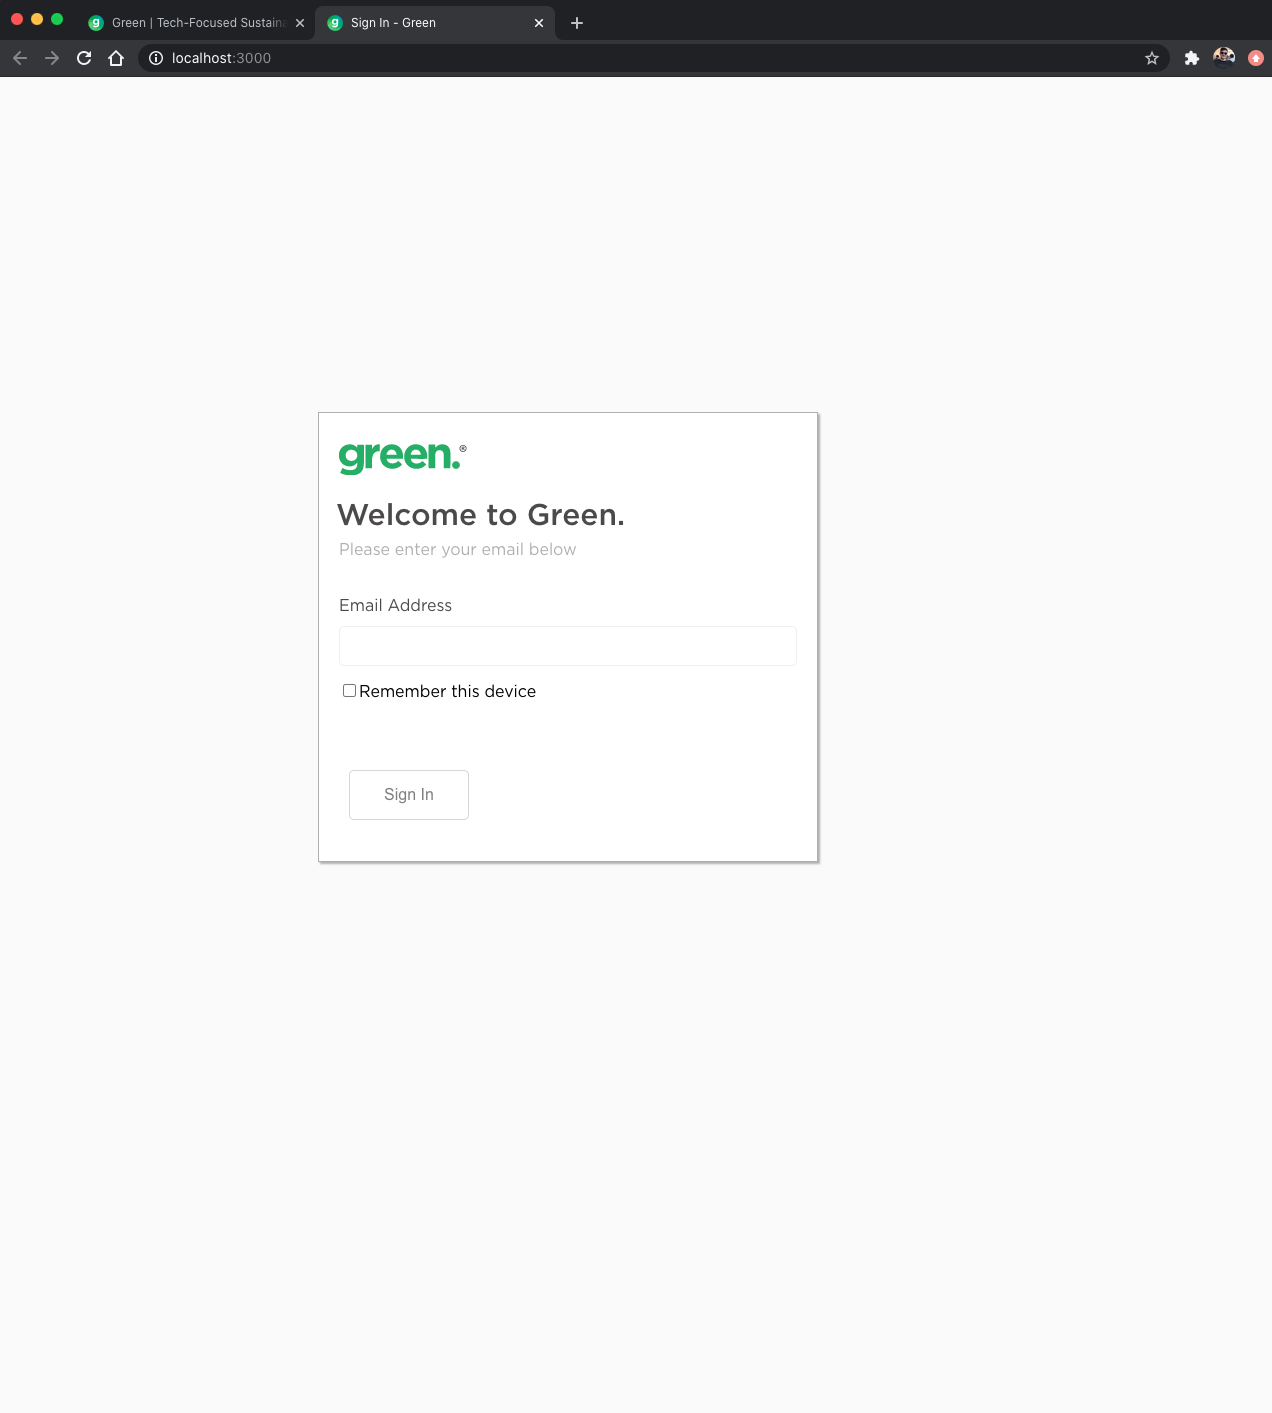 Green | Tech-Focused Sustaina
Sign In - Green
localhost:3000
green.®
Welcome to Green.
Please enter your email below
Email Address
Remember this device
Sign In